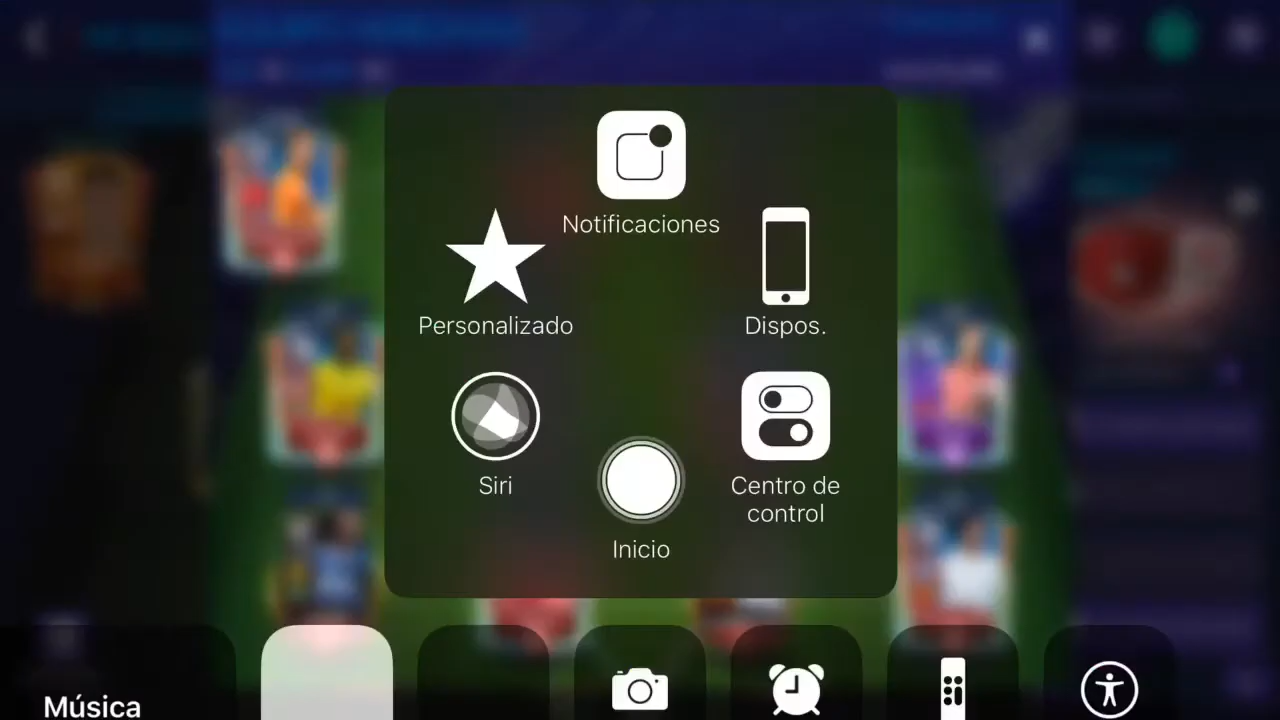 Notificaciones
Personalizado
Dispos.
Siri
Centro de
control
Inicio
Música